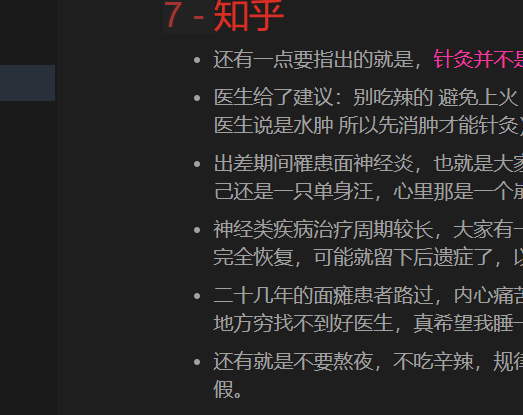 7 - 知乎
还有一点要指出的就是，针灸并不是
医生给了建议：别吃辣的 避免上火
医生说是水肿 所以先消肿才能针灸）
出差期间罹患面神经炎，也就是大家
己还是一只单身汪，心里那是一个崩
神经类疾病治疗周期较长，大家有一
完全恢复，可能就留下后遗症了，以
二十几年的面瘫患者路过，内心痛苦
地方穷找不到好医生，真希望我睡一
还有就是不要熬夜，不吃辛辣，规律
假。